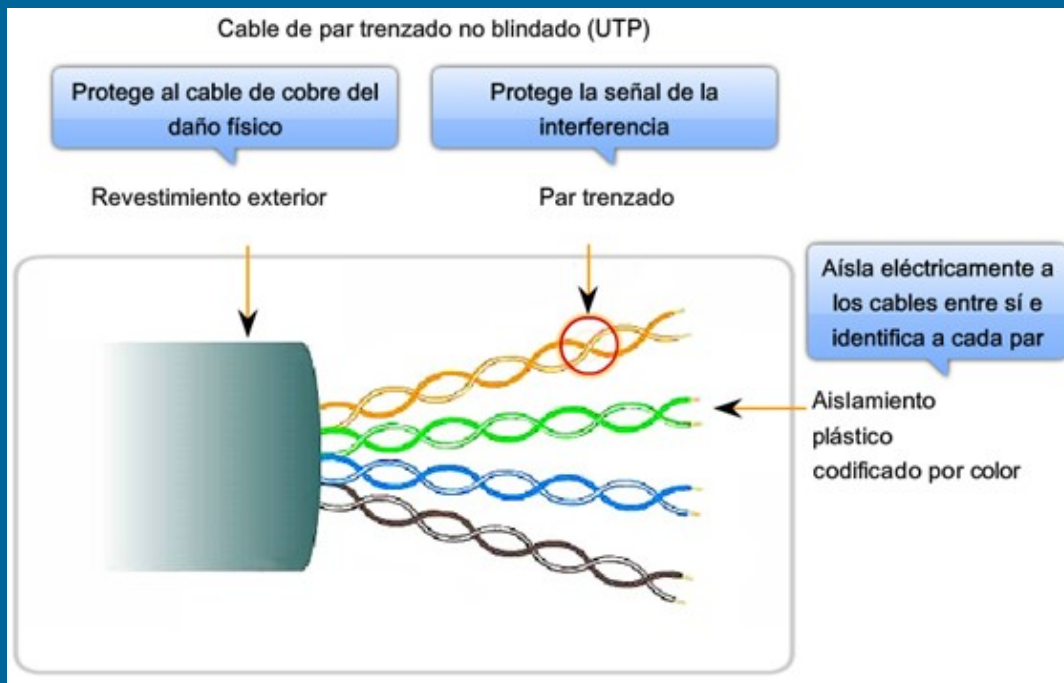 Cable de par trenzado no blindado (UTP)
Protege al cable de cobre del
daño físico
Protege la señal de la
interferencia
Revestimiento exterior
Par trenzado
Aísla eléctricamente a
los cables entre sí e
identifica a cada par
Aislamiento
plástico
codificado por color